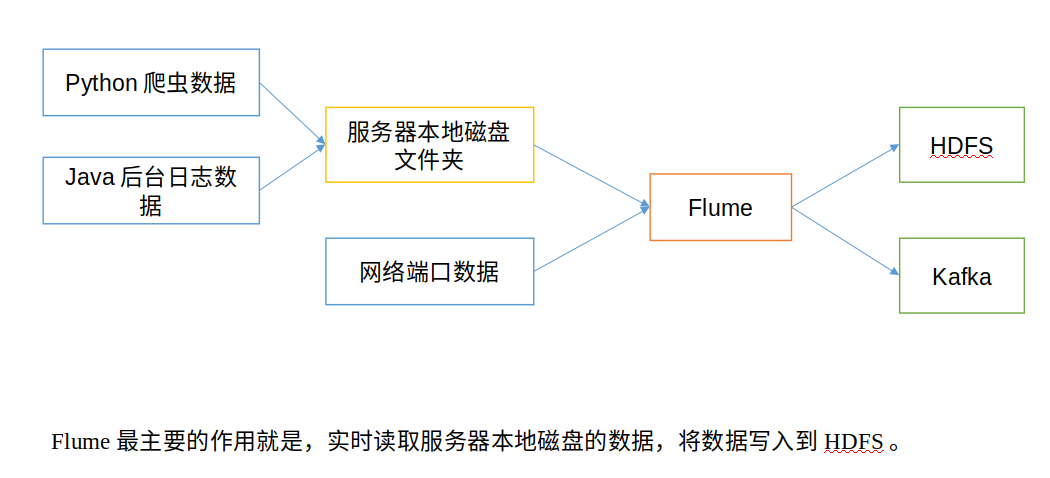 Python 爬虫数据
Java 后台日志数
据
服务器本地磁盘
文件夹
网络端口数据
Flume
HDFS
Kafka
Flume 最主要的作用就是，实时读取服务器本地磁盘的数据，将数据写入到 HDFS 。